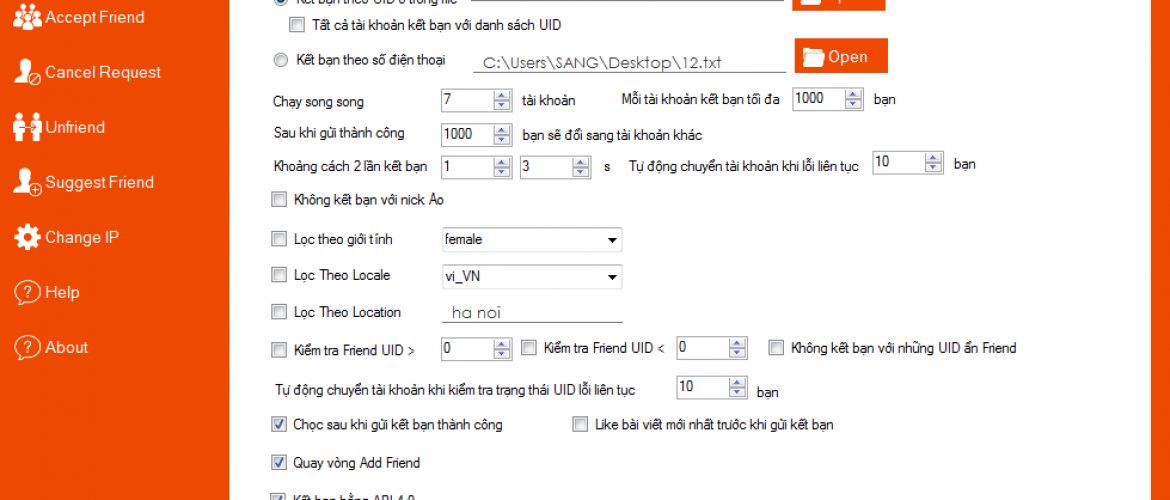 Accept Friend
Cancel Request
Unfriend
Suggest Friend
Change IP
Help
About
Tất cả tài khoản kết bạn với danh sách UID
Kết bạn theo số điện thoại C:\Users\SANG\Desktop\12.txt Open
Chạy song song 7 tài khoản Mỗi tài khoản kết bạn tối đa 1000 bạn
Sau khi gửi thành công 1000 bạn sẽ đổi sang tài khoản khác
Khoảng cách 2 lần kết bạn 1 3 s Tự động chuyển tài khoản khi lỗi liên tục 10 bạn
Không kết bạn với nick Ảo
Lọc theo giới tính female
Lọc Theo Locale vi_VN
Lọc Theo Location ha noi
Kiểm tra Friend UID > 0 Kiểm tra Friend UID < 0 Không kết bạn với những UID ẩn Friend
Tự động chuyển tài khoản khi kiểm tra trạng thái UID lỗi liên tục 10 bạn
Chọc sau khi gửi kết bạn thành công Like bài viết mới nhất trước khi gửi kết bạn
Quay vòng Add Friend